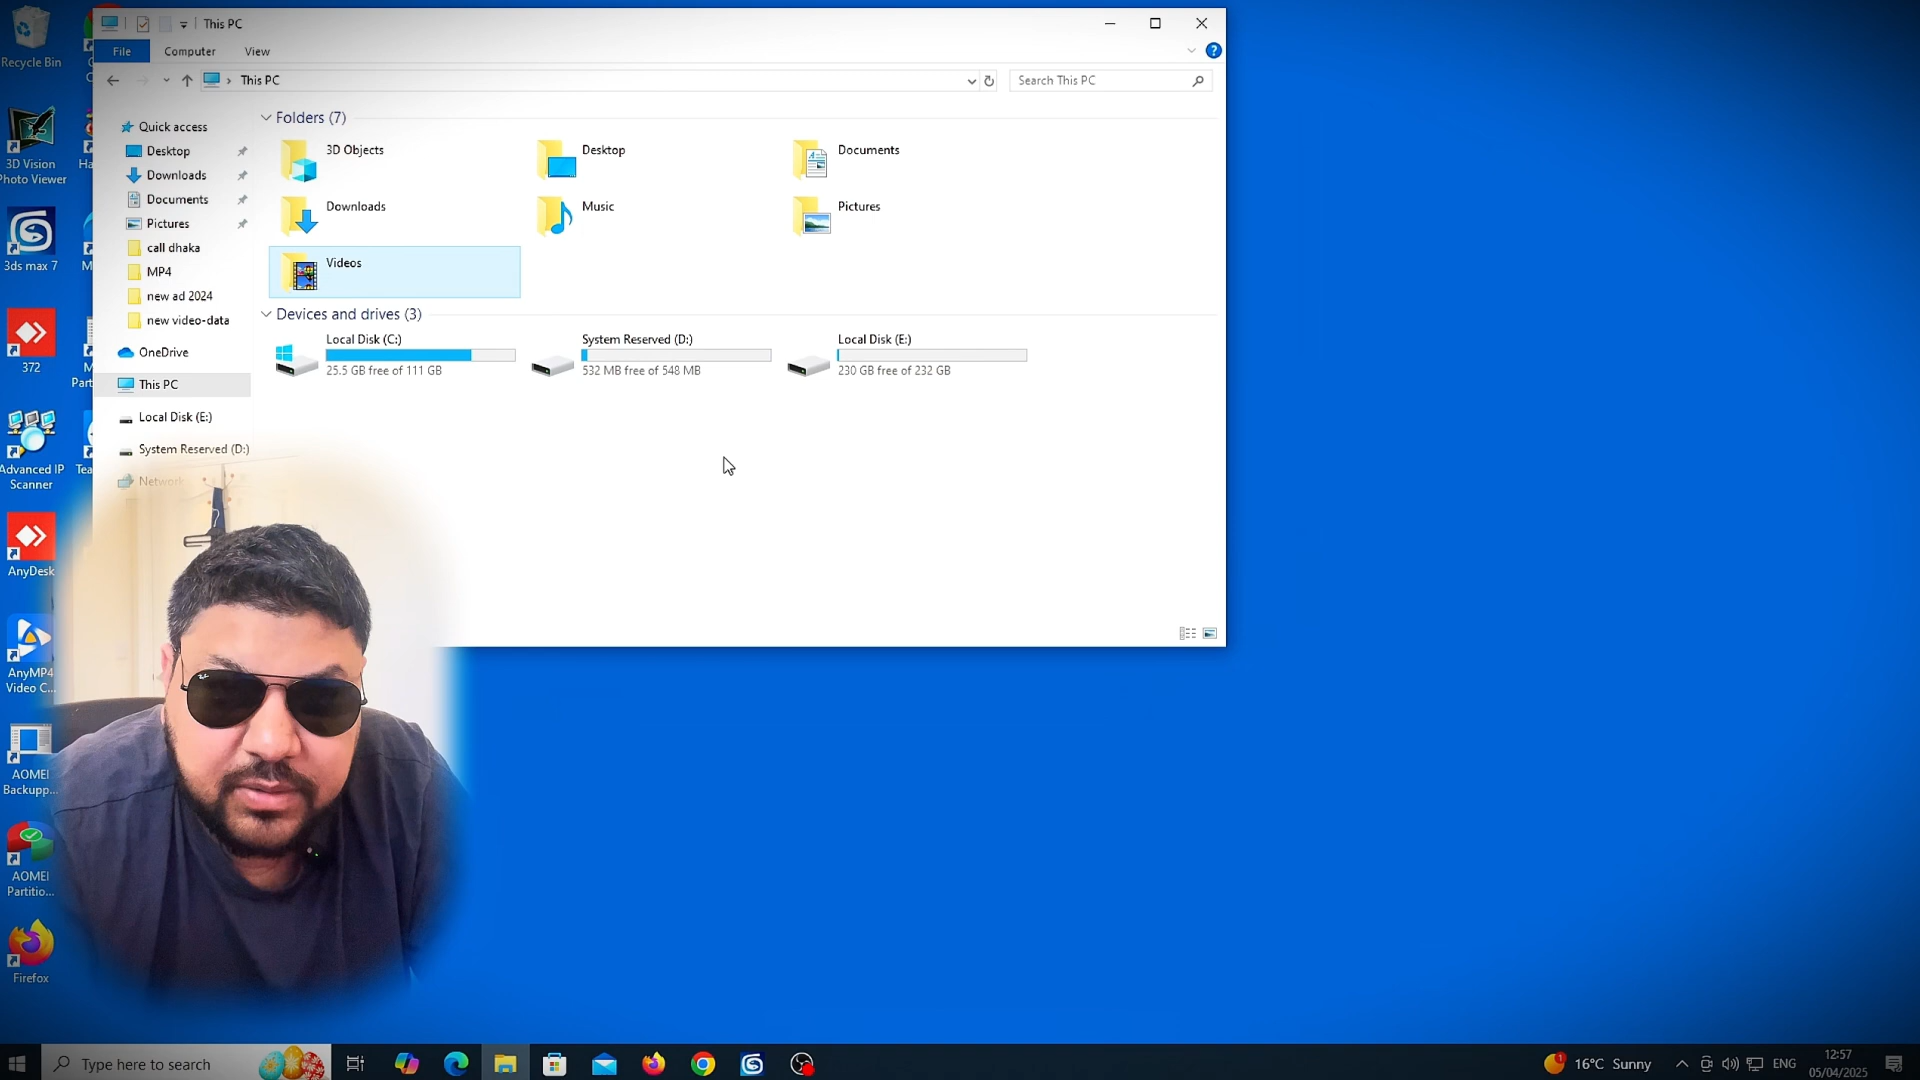 This PC
File
Computer
View
This PC
Search This PC
Quick access
Desktop
Downloads
Documents
Pictures
call dhaka
MP4
new ad 2024
new video-data
OneDrive
This PC
Local Disk (E:)
System Reserved (D:)
Network
Folders (7)
3D Objects
Desktop
Documents
Downloads
Music
Pictures
Videos
Devices and drives (3)
Local Disk (C:)
25.5 GB free of 111 GB
System Reserved (D:)
532 MB free of 548 MB
Local Disk (E:)
230 GB free of 232 GB
Recycle Bin
3D Vision
Photo Viewer
3ds max 7
372
Advanced IP
Scanner
AnyDesk
AnyMP4
Video C...
AOMEI
Backupp...
AOMEI
Partitio...
Firefox
Ray-Ban
Type here to search
1
16°C Sunny
ENG
12:57
05/04/2025